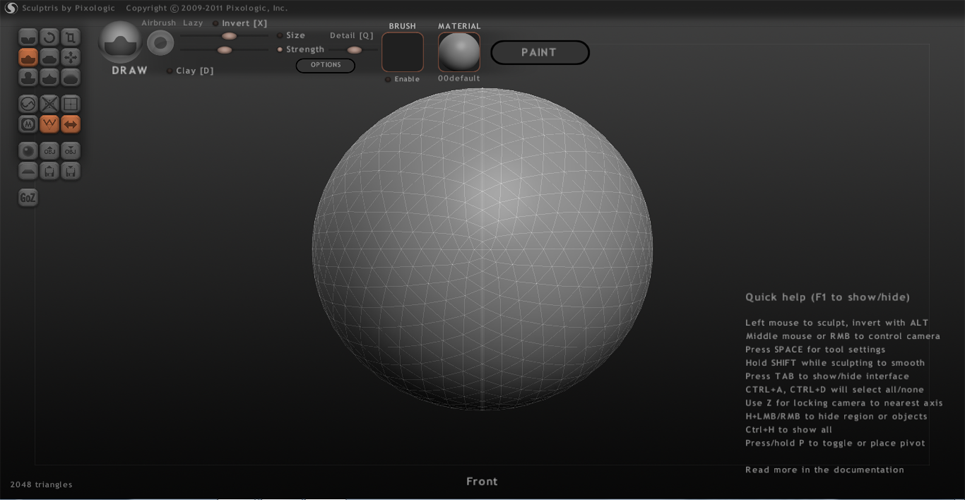 Sculptris by Pixologic Copyright © 2009-2011 Pixologic, Inc.
Airbrush Lazy Invert [X]
Size Detail [Q]
Strength
OPTIONS
DRAW
Clay [D]
BRUSH
Enable
MATERIAL
00default
PAINT
OBJ OBJ
GoZ
Quick help (F1 to show/hide)
Left mouse to sculpt, invert with ALT
Middle mouse or RMB to control camera
Press SPACE for tool settings
Hold SHIFT while sculpting to smooth
Press TAB to show/hide interface
CTRL+A, CTRL+D will select all/none
Use Z for locking camera to nearest axis
H+LMB/RMB to hide region or objects
Ctrl+H to show all
Press/hold P to toggle or place pivot
Read more in the documentation
2048 triangles
Front